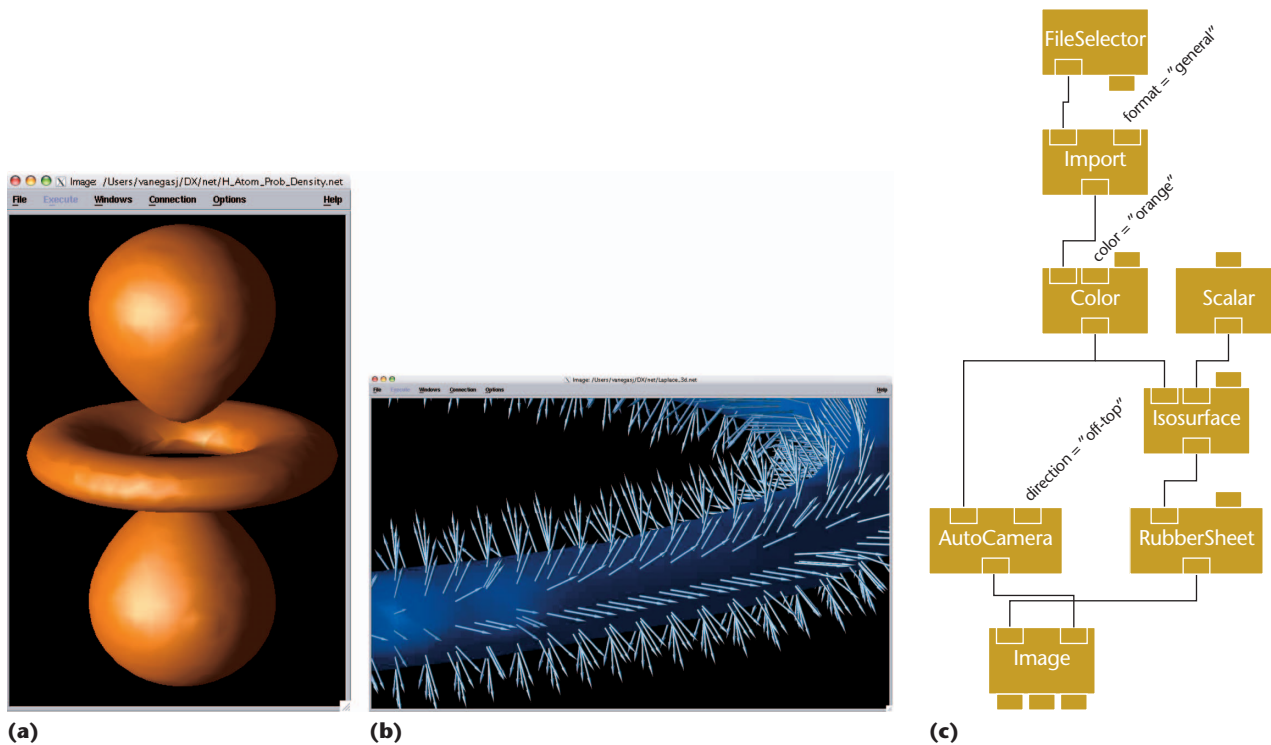 Image: /Users/vanegasj/DX/net/H_Atom_Prob_Density.net
File Execute Windows Connection Options Help
(a)
Image: /Users/vanegasj/DX/net/Laplace_3d.net
File Execute Windows Connection Options Help
(b)
FileSelector
format = "general"
Import
color = "orange"
Color
Scalar
Isosurface
direction = "off-top"
AutoCamera
RubberSheet
Image
(c)